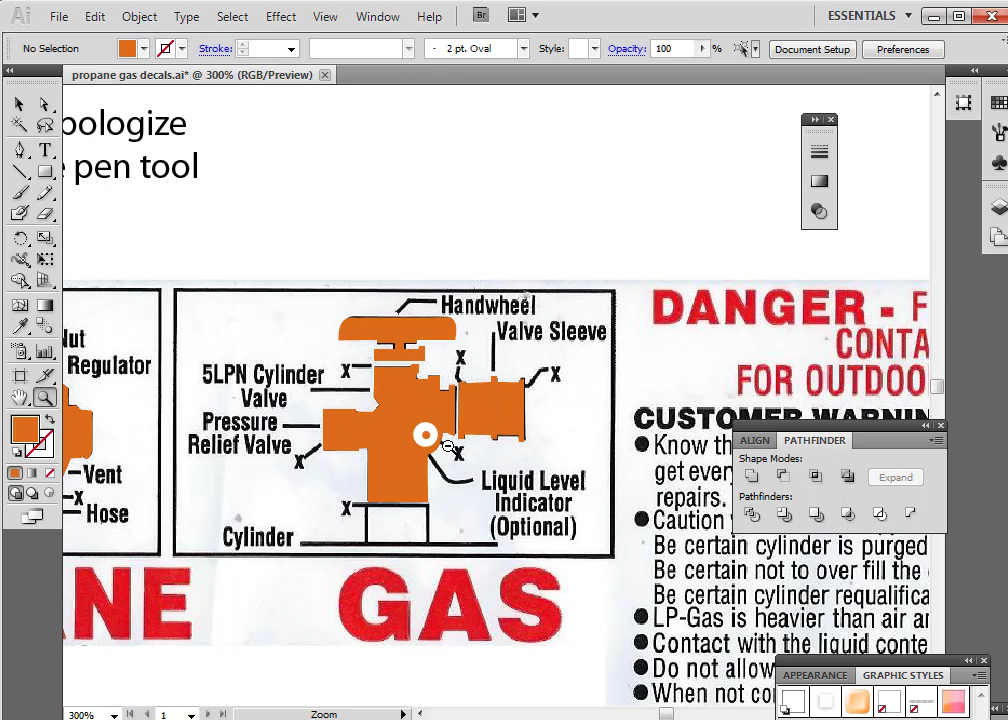 Ai File Edit Object Type Select Effect View Window Help Br ESSENTIALS
No Selection Stroke: 2 pt. Oval Style: Opacity: 100 % Document Setup Preferences
propane gas decals.ai* @ 300% (RGB/Preview)
pologize
pen tool
Handwheel
Valve Sleeve
X
X
X
5LPN Cylinder
Valve
Pressure
Relief Valve
X
X
Liquid Level
Indicator
(Optional)
X
Cylinder
Nut
Regulator
Vent
X
Hose
ANE GAS
DANGER - F
CONTA
FOR OUTDOO
CUSTOMER WARNIN
Know th
get every
repairs.
Caution
Be certain cylinder is purged
Be certain not to over fill the
Be certain cylinder requalifica
LP-Gas is heavier than air ar
Contact with the liquid conte
Do not allow
When not co
ALIGN PATHFINDER
Shape Modes:
Expand
Pathfinders:
APPEARANCE GRAPHIC STYLES
300% 1 Zoom